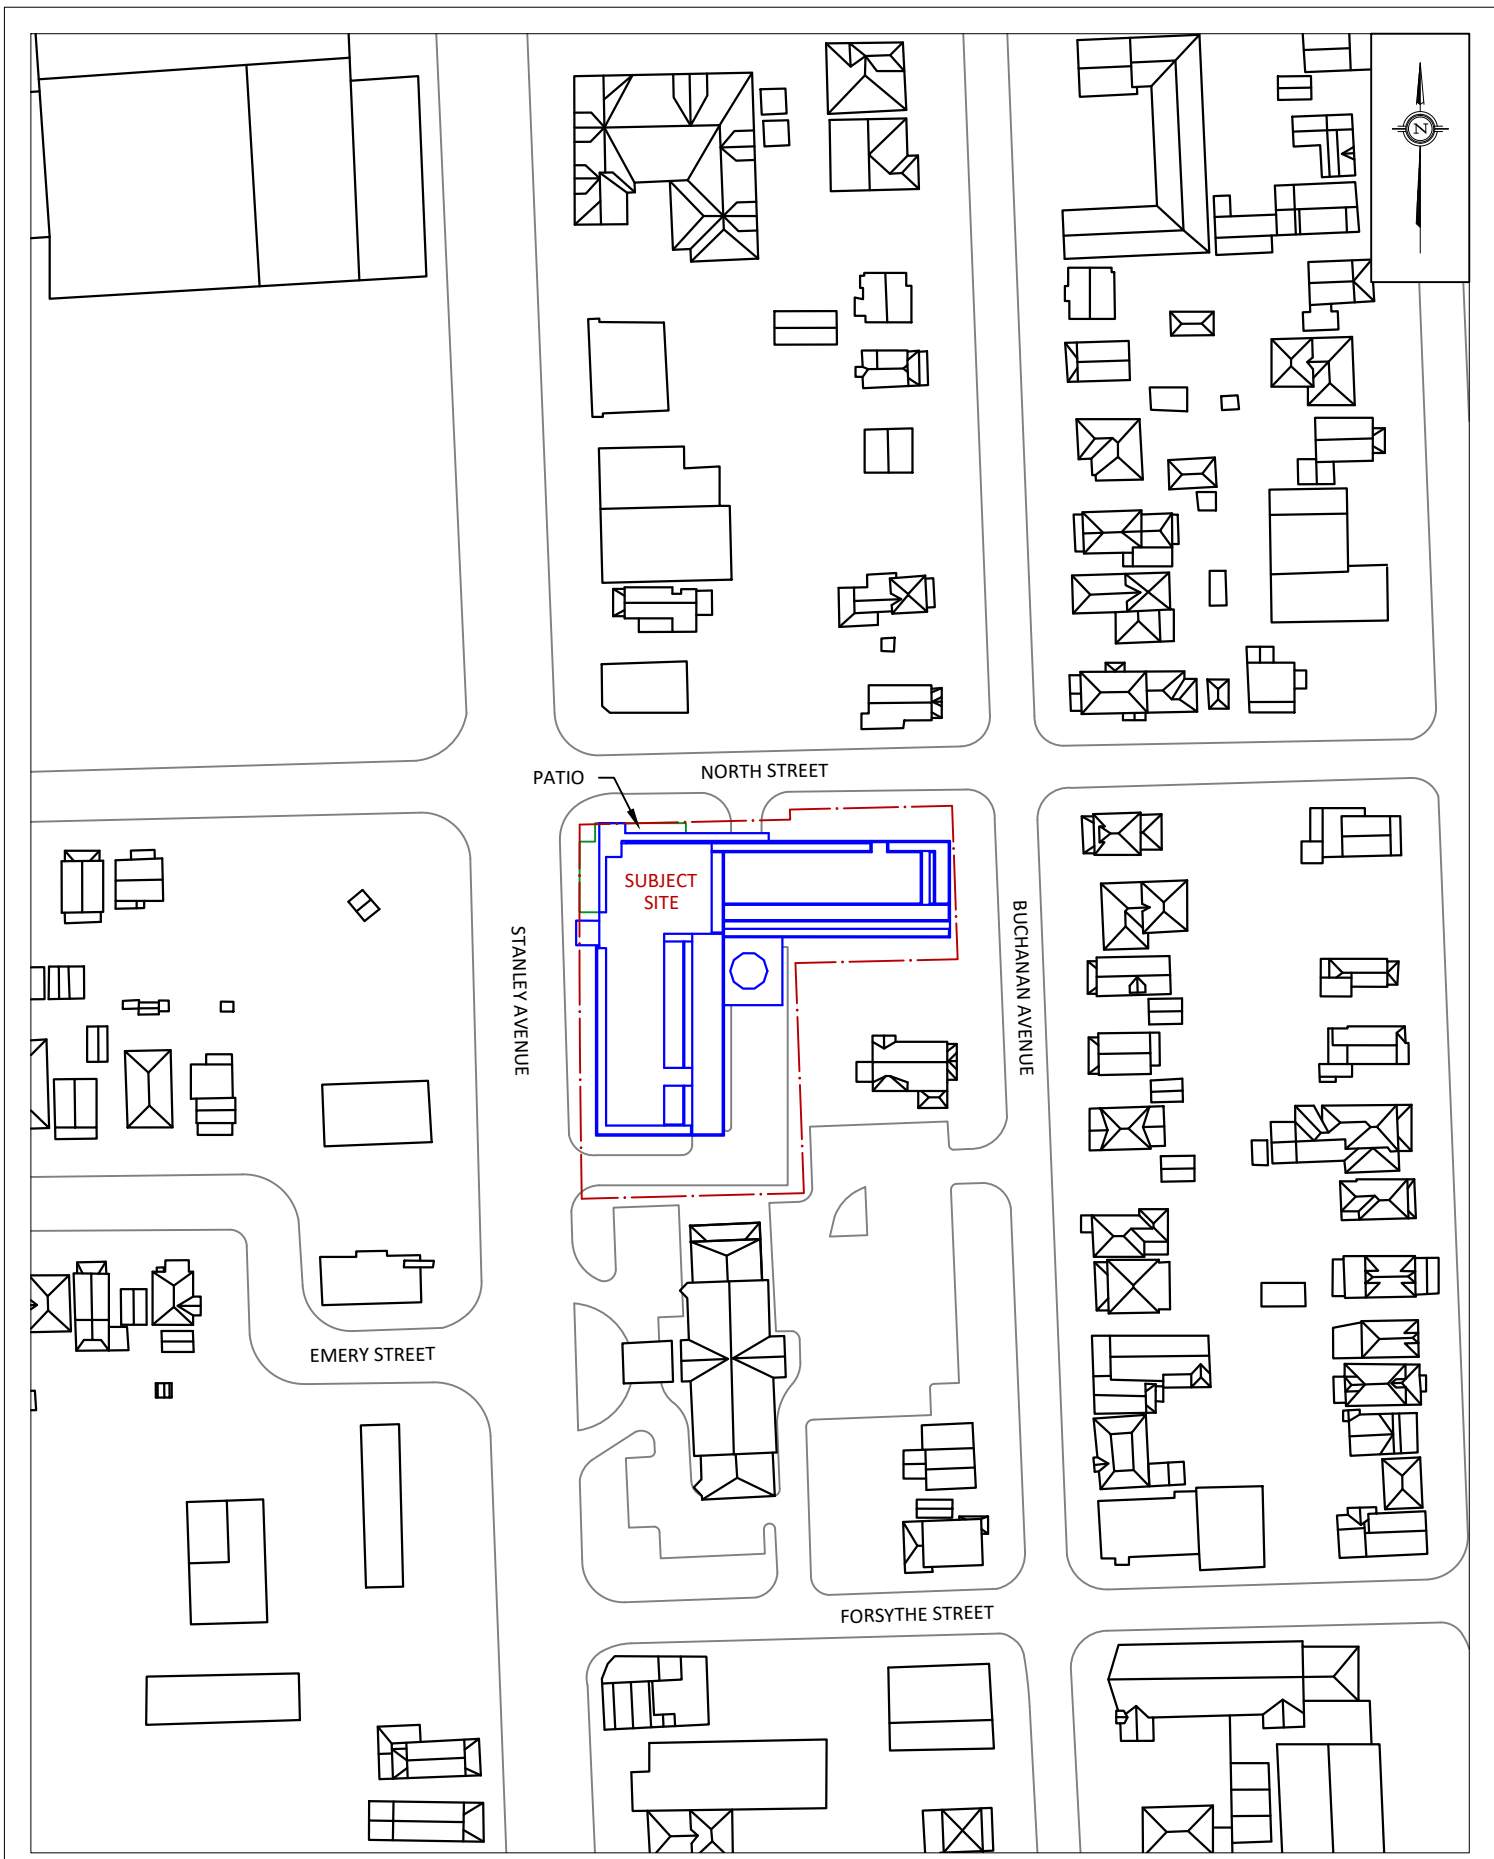 N
NORTH STREET
PATIO
SUBJECT
SITE
STANLEY AVENUE
BUCHANAN AVENUE
EMERY STREET
FORSYTHE STREET